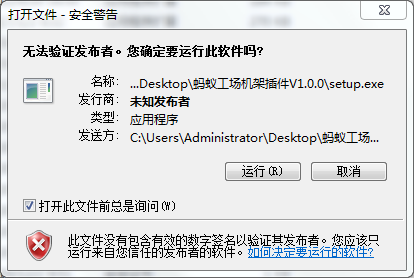 打开文件 - 安全警告
无法验证发布者。您确定要运行此软件吗?
名称: ...Desktop\蚂蚁工场机架插件V1.0.0\setup.exe
发行商: 未知发布者
类型: 应用程序
发送方: C:\Users\Administrator\Desktop\蚂蚁工场...
运行(R) 取消
打开此文件前总是询问(W)
此文件没有包含有效的数字签名以验证其发布者。您应该只
运行来自您信任的发布者的软件。如何决定要运行的软件?